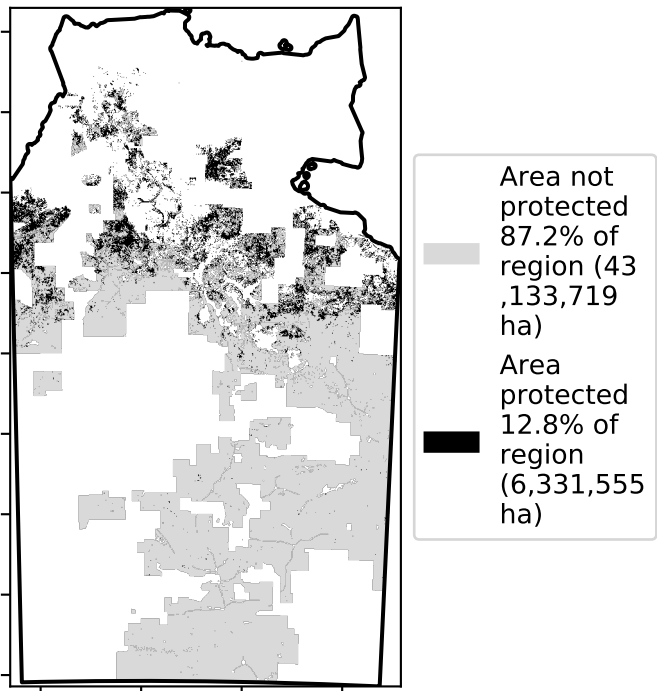 Area not
protected
87.2% of
region (43
,133,719
ha)
Area
protected
12.8% of
region
(6,331,555
ha)